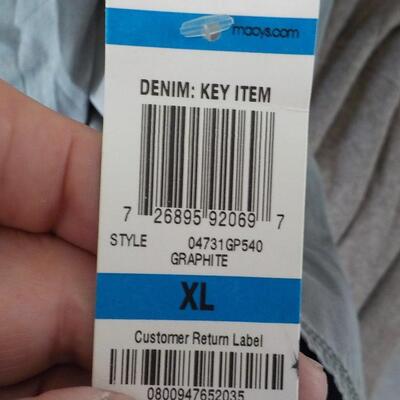 macys.com
DENIM: KEY ITEM
7 26895 92069 7
STYLE 04731GP540
GRAPHITE
XL
Customer Return Label
0800947652035